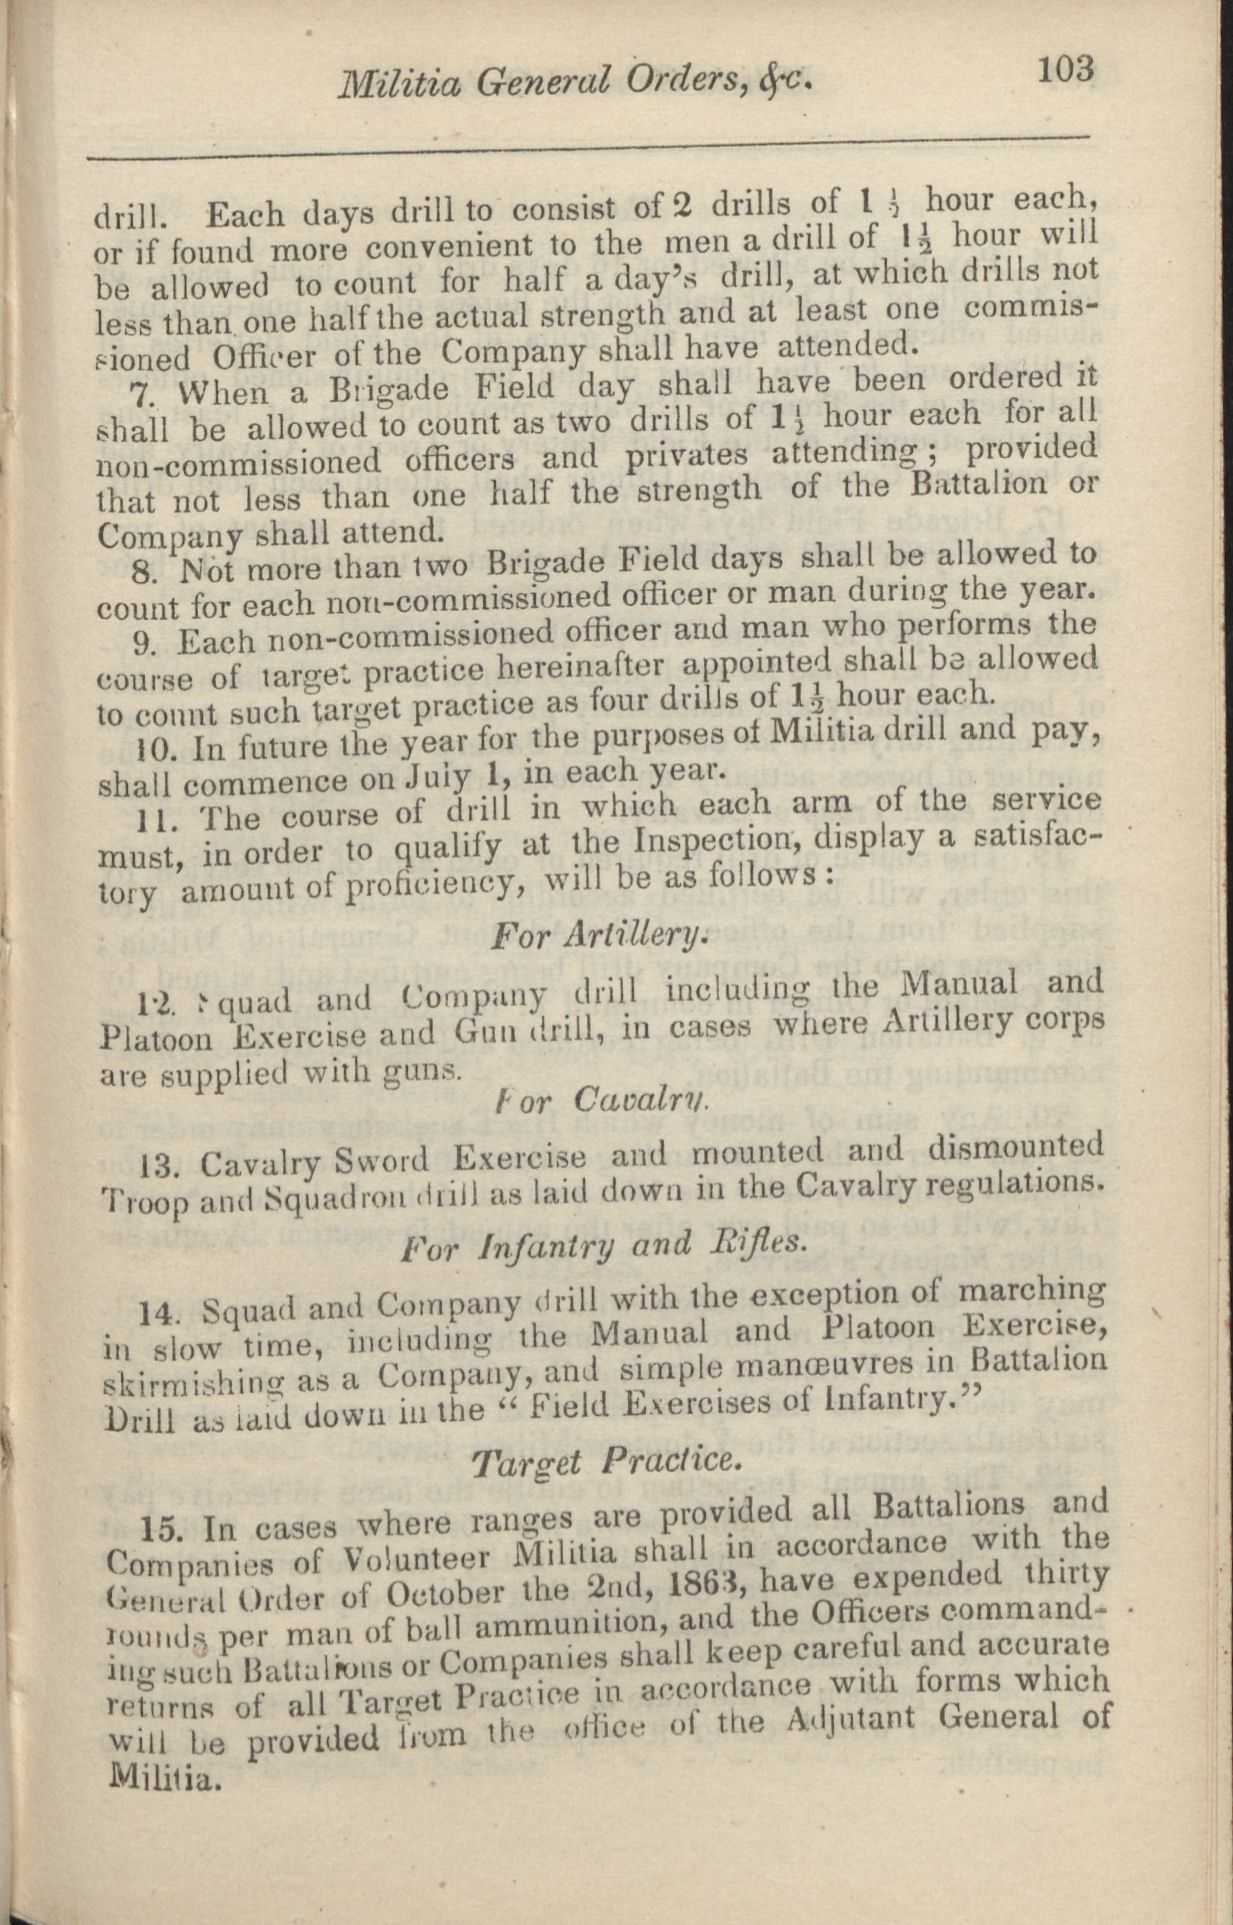 Militia General Orders, &c. 103
drill. Each days drill to consist of 2 drills of 1 ½ hour each,
or if found more convenient to the men a drill of 1½ hour will
be allowed to count for half a day's drill, at which drills not
less than one half the actual strength and at least one commis-
sioned Officer of the Company shall have attended.
7. When a Brigade Field day shall have been ordered it
shall be allowed to count as two drills of 1½ hour each for all
non-commissioned officers and privates attending; provided
that not less than one half the strength of the Battalion or
Company shall attend.
8. Not more than two Brigade Field days shall be allowed to
count for each non-commissioned officer or man during the year.
9. Each non-commissioned officer and man who performs the
course of target practice hereinafter appointed shall be allowed
to count such target practice as four drills of 1½ hour each.
10. In future the year for the purposes of Militia drill and pay,
shall commence on July 1, in each year.
11. The course of drill in which each arm of the service
must, in order to qualify at the Inspection, display a satisfac-
tory amount of proficiency, will be as follows:
For Artillery.
12. Squad and Company drill including the Manual and
Platoon Exercise and Gun drill, in cases where Artillery corps
are supplied with guns.
For Cavalry.
13. Cavalry Sword Exercise and mounted and dismounted
Troop and Squadron drill as laid down in the Cavalry regulations.
For Infantry and Rifles.
14. Squad and Company drill with the exception of marching
in slow time, including the Manual and Platoon Exercise,
skirmishing as a Company, and simple manœuvres in Battalion
Drill as laid down in the "Field Exercises of Infantry."
Target Practice.
15. In cases where ranges are provided all Battalions and
Companies of Volunteer Militia shall in accordance with the
General Order of October the 2nd, 1863, have expended thirty
rounds per man of ball ammunition, and the Officers command-
ing such Battalions or Companies shall keep careful and accurate
returns of all Target Practice in accordance with forms which
will be provided from the office of the Adjutant General of
Militia.